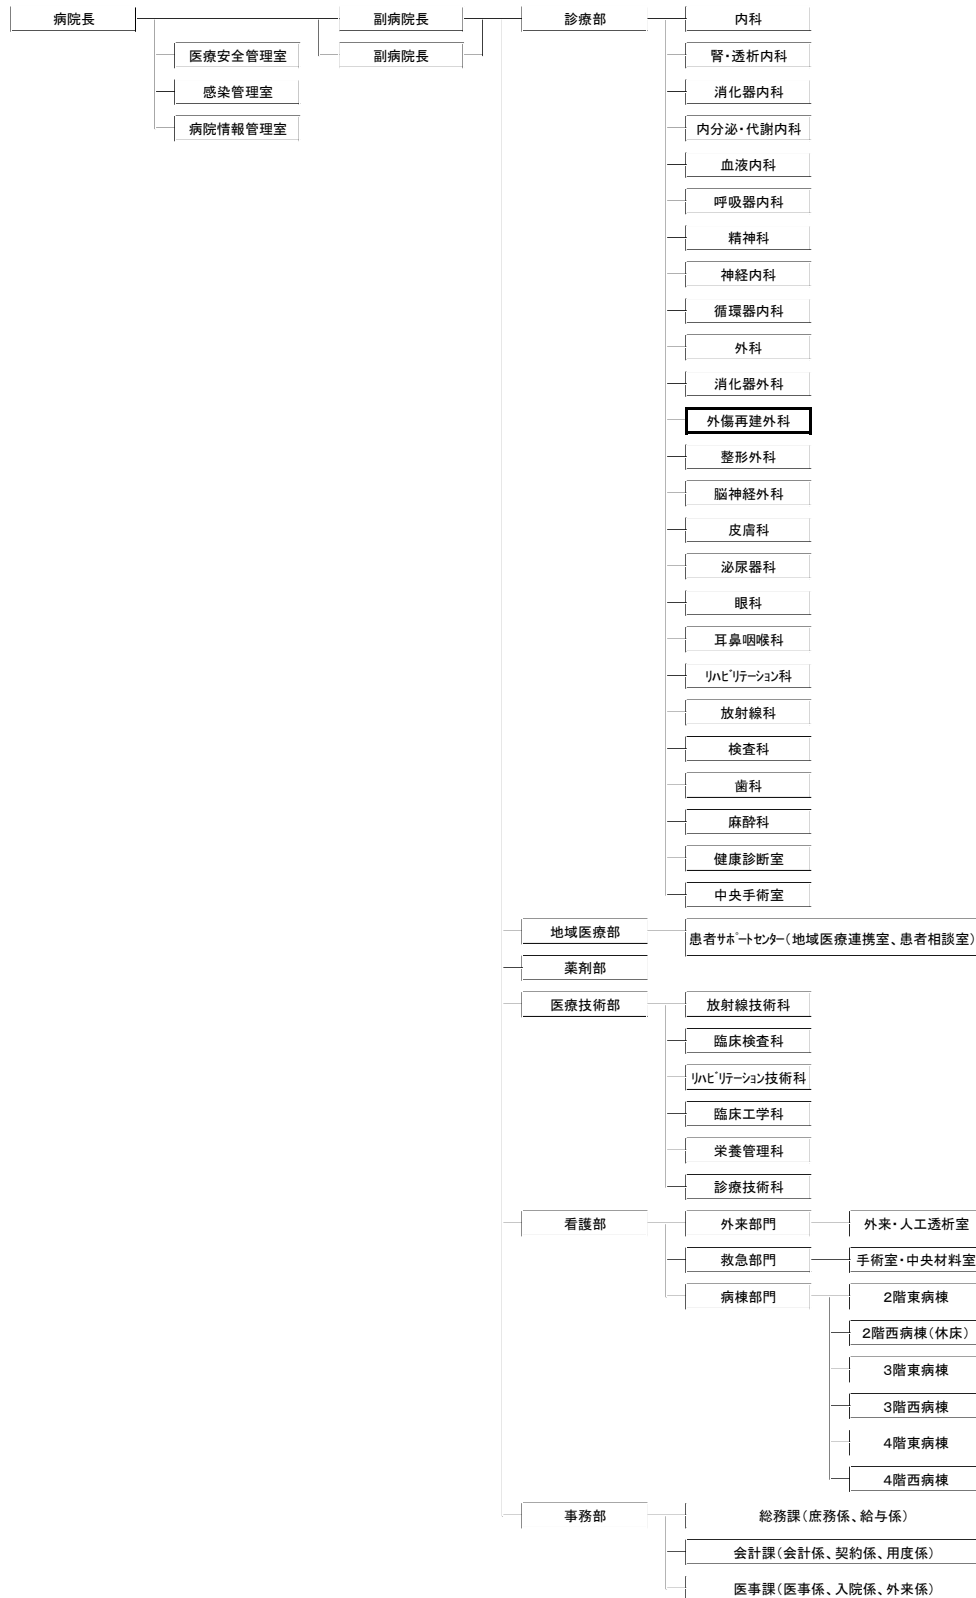 病院長
副病院長
診療部
内科
医療安全管理室
副病院長
腎・透析内科
感染管理室
消化器内科
病院情報管理室
内分泌・代謝内科
血液内科
呼吸器内科
精神科
神経内科
循環器内科
外科
消化器外科
外傷再建外科
整形外科
脳神経外科
皮膚科
泌尿器科
眼科
耳鼻咽喉科
ﾘﾊﾋﾞﾘﾃｰｼｮﾝ科
放射線科
検査科
歯科
麻酔科
健康診断室
中央手術室
地域医療部
患者ｻﾎﾟｰﾄｾﾝﾀｰ（地域医療連携室、患者相談室）
薬剤部
医療技術部
放射線技術科
臨床検査科
ﾘﾊﾋﾞﾘﾃｰｼｮﾝ技術科
臨床工学科
栄養管理科
診療技術科
看護部
外来部門
外来・人工透析室
救急部門
手術室・中央材料室
病棟部門
２階東病棟
２階西病棟（休床）
３階東病棟
３階西病棟
４階東病棟
４階西病棟
事務部
総務課（庶務係、給与係）
会計課（会計係、契約係、用度係）
医事課（医事係、入院係、外来係）